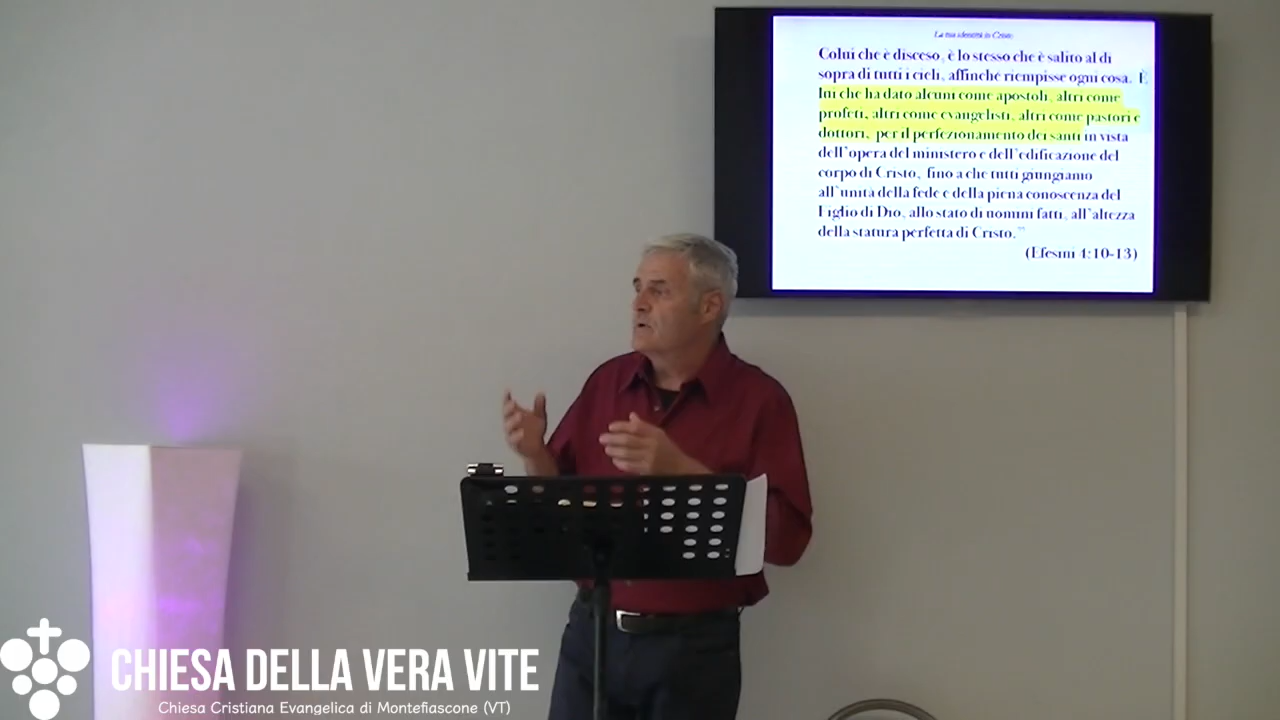 La tua identità in Cristo
Colui che è disceso, è lo stesso che è salito al di
sopra di tutti i cieli, affinché riempisse ogni cosa. È
lui che ha dato alcuni come apostoli, altri come
profeti, altri come evangelisti, altri come pastori e
dottori, per il perfezionamento dei santi in vista
dell'opera del ministero e dell'edificazione del
corpo di Cristo, fino a che tutti giungiamo
all'unità della fede e della piena conoscenza del
Figlio di Dio, allo stato di uomini fatti, all'altezza
della statura perfetta di Cristo.”
(Efesini 4:10-13)
CHIESA DELLA VERA VITE
Chiesa Cristiana Evangelica di Montefiascone (VT)